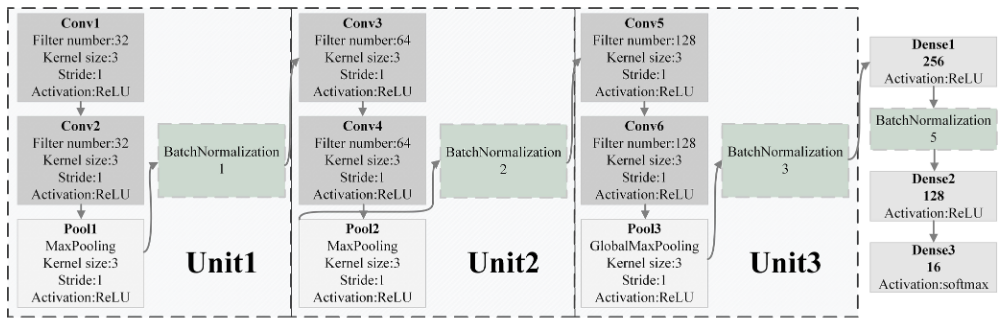 Conv1
Filter number:32
Kernel size:3
Stride:1
Activation:ReLU
Conv2
Filter number:32
Kernel size:3
Stride:1
Activation:ReLU
Pool1
MaxPooling
Kernel size:3
Stride:1
Activation:ReLU
BatchNormalization
1
Unit1
Conv3
Filter number:64
Kernel size:3
Stride:1
Activation:ReLU
Conv4
Filter number:64
Kernel size:3
Stride:1
Activation:ReLU
Pool2
MaxPooling
Kernel size:3
Stride:1
Activation:ReLU
BatchNormalization
2
Unit2
Conv5
Filter number:128
Kernel size:3
Stride:1
Activation:ReLU
Conv6
Filter number:128
Kernel size:3
Stride:1
Activation:ReLU
Pool3
GlobalMaxPooling
Kernel size:3
Stride:1
Activation:ReLU
BatchNormalization
3
Unit3
Dense1
256
Activation:ReLU
BatchNormalization
5
Dense2
128
Activation:ReLU
Dense3
16
Activation:softmax